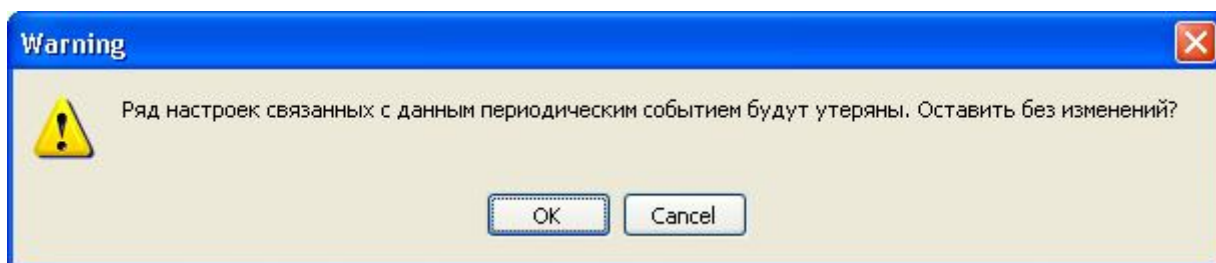 Warning
Ряд настроек связанных с данным периодическим событием будут утеряны. Оставить без изменений?
OK
Cancel